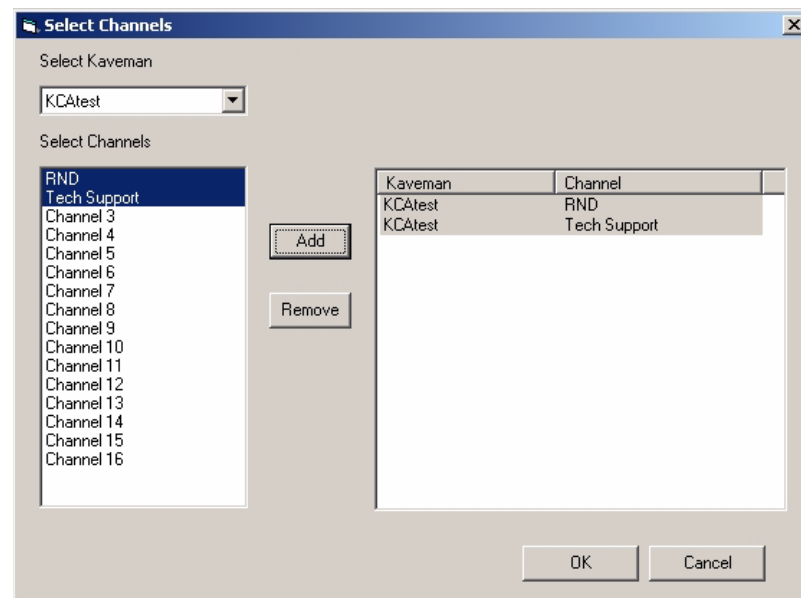 Select Channels
Select Kaveman
KCAtest
Select Channels
RND
Tech Support
Channel 3
Channel 4
Channel 5
Channel 6
Channel 7
Channel 8
Channel 9
Channel 10
Channel 11
Channel 12
Channel 13
Channel 14
Channel 15
Channel 16
Add
Remove
Kaveman Channel
KCAtest RND
KCAtest Tech Support
OK
Cancel